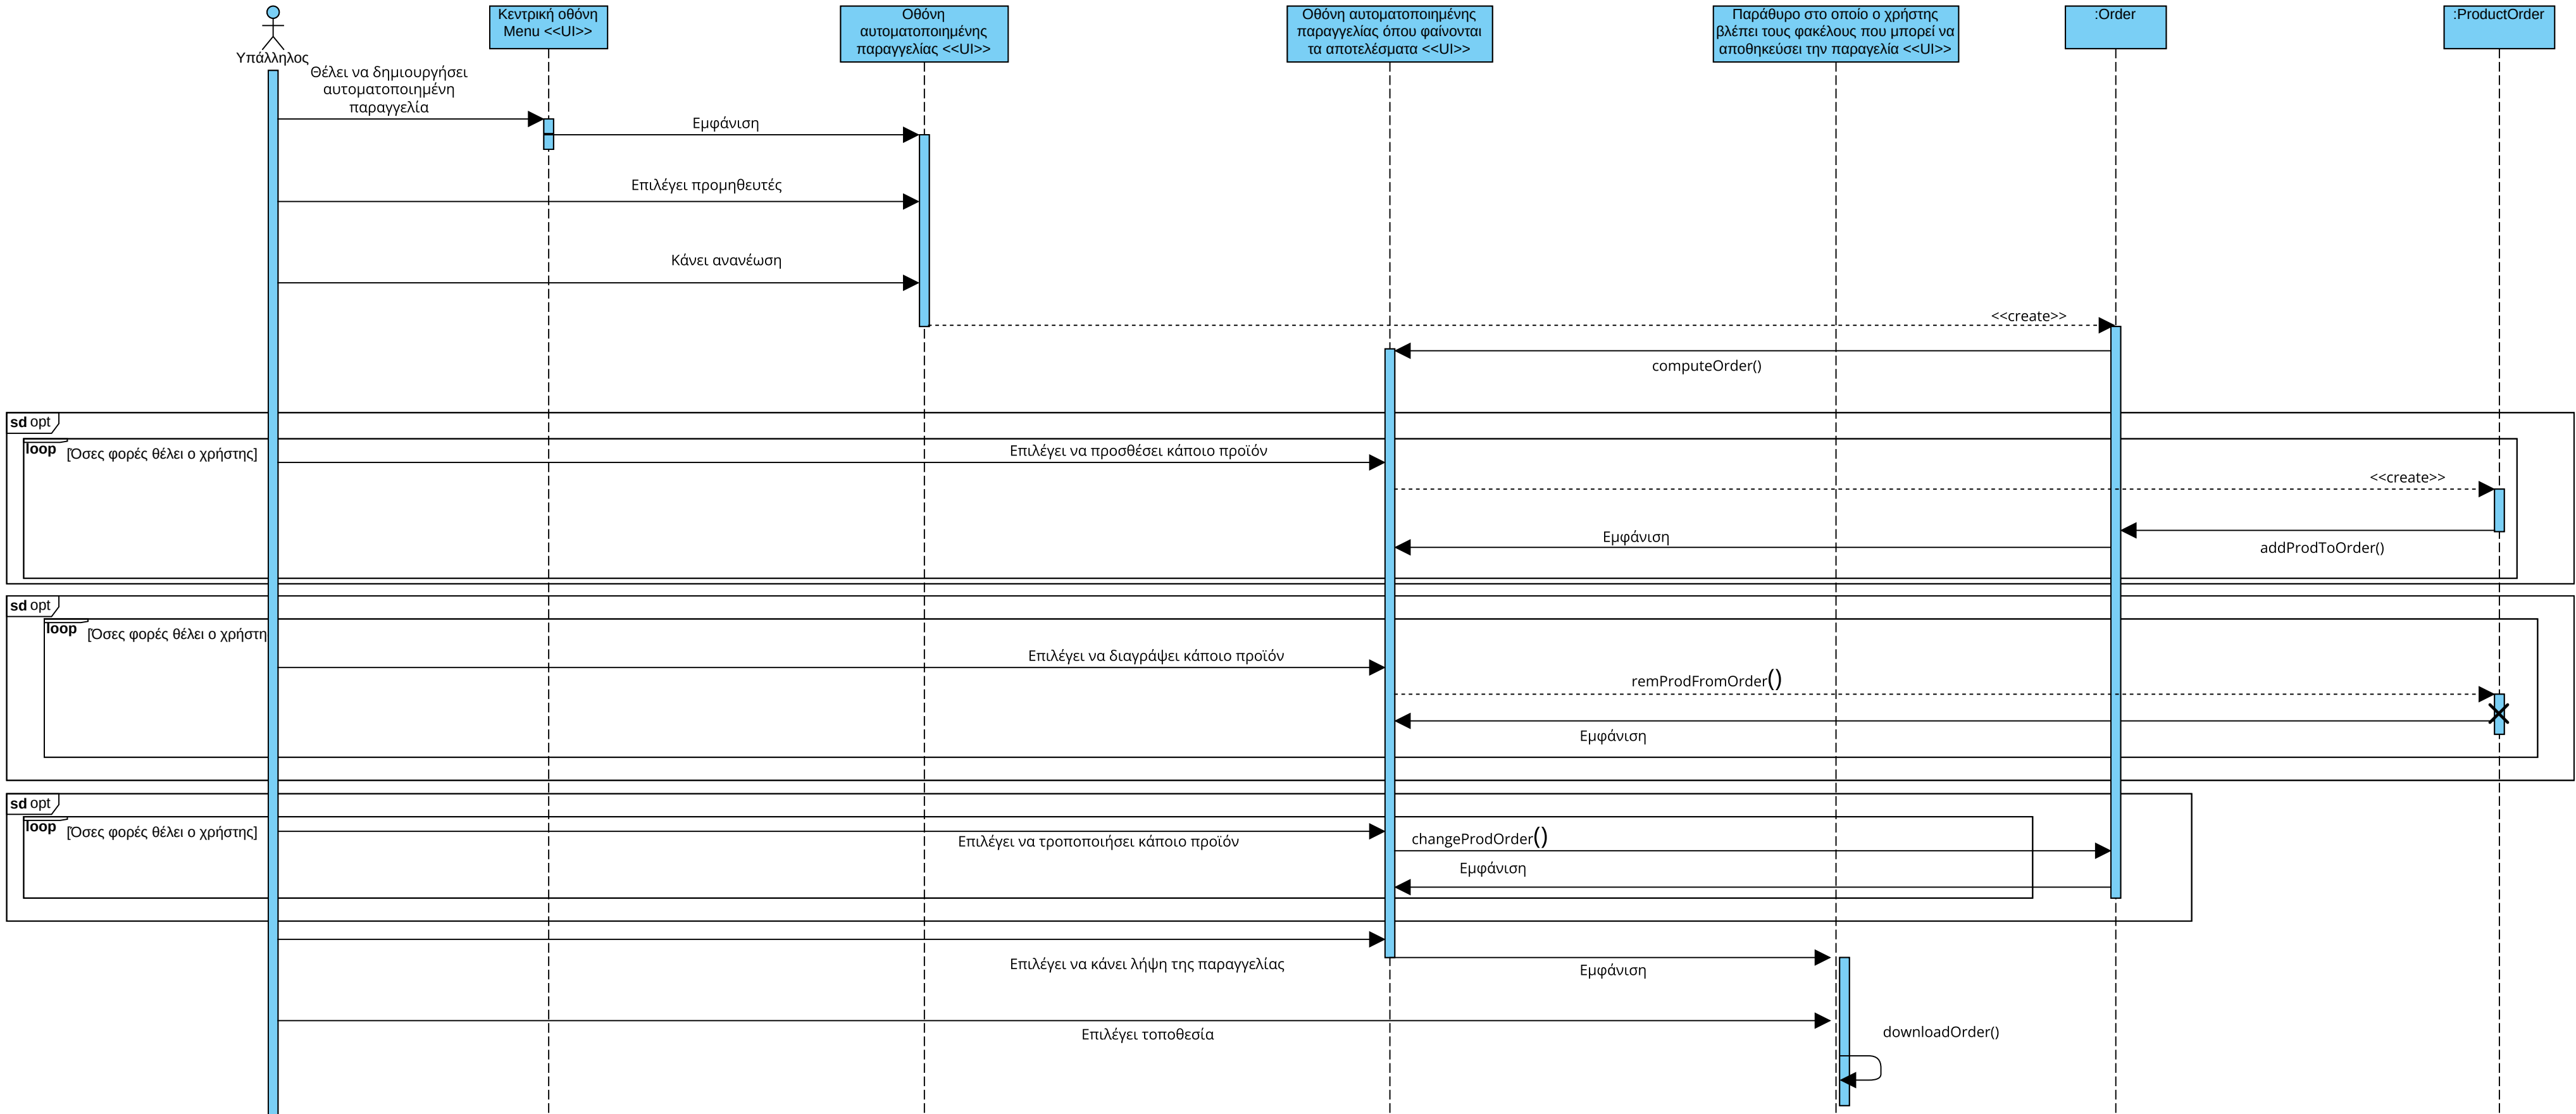 Υπάλληλος
Κεντρική οθόνη
Menu <<UI>>
Οθόνη
αυτοματοποιημένης
παραγγελίας <<UI>>
Οθόνη αυτοματοποιημένης
παραγγελίας όπου φαίνονται
τα αποτελέσματα <<UI>>
Παράθυρο στο οποίο ο χρήστης
βλέπει τους φακέλους που μπορεί να
αποθηκεύσει την παραγελία <<UI>>
:Order
:ProductOrder
Θέλει να δημιουργήσει
αυτοματοποιημένη
παραγγελία
Εμφάνιση
Επιλέγει προμηθευτές
Κάνει ανανέωση
<<create>>
computeOrder()
sd opt
loop [Όσες φορές θέλει ο χρήστης]
Επιλέγει να προσθέσει κάποιο προϊόν
<<create>>
Εμφάνιση
addProdToOrder()
sd opt
loop [Όσες φορές θέλει ο χρήστη
Επιλέγει να διαγράψει κάποιο προϊόν
remProdFromOrder()
Εμφάνιση
sd opt
loop [Όσες φορές θέλει ο χρήστης]
Επιλέγει να τροποποιήσει κάποιο προϊόν
changeProdOrder()
Εμφάνιση
Επιλέγει να κάνει λήψη της παραγγελίας
Εμφάνιση
Επιλέγει τοποθεσία
downloadOrder()